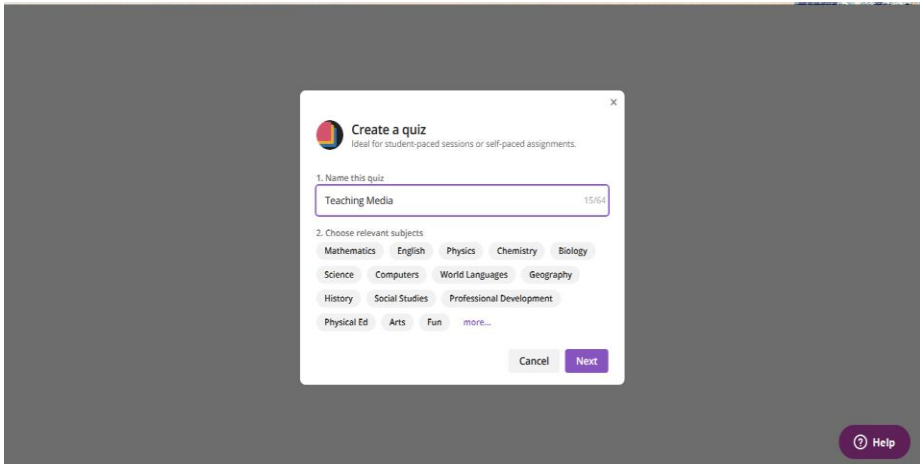 ×
Create a quiz
Ideal for student-paced sessions or self-paced assignments.
1. Name this quiz
Teaching Media 15/64
2. Choose relevant subjects
Mathematics English Physics Chemistry Biology
Science Computers World Languages Geography
History Social Studies Professional Development
Physical Ed Arts Fun more...
Cancel Next
? Help